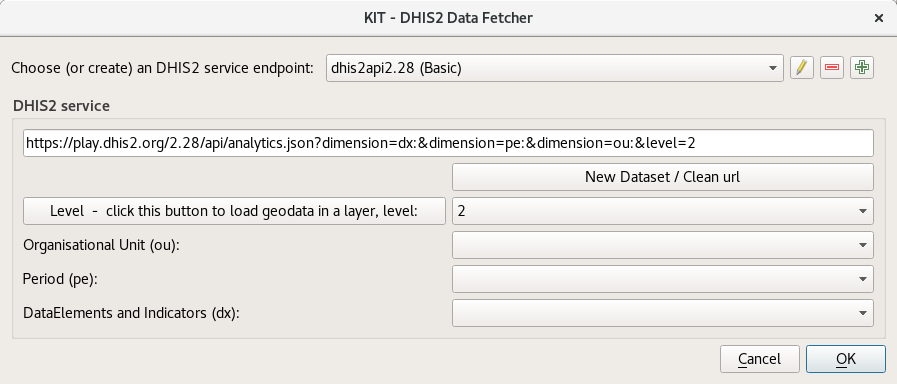 KIT - DHIS2 Data Fetcher
Choose (or create) an DHIS2 service endpoint: dhis2api2.28 (Basic)
DHIS2 service
https://play.dhis2.org/2.28/api/analytics.json?dimension=dx:&dimension=pe:&dimension=ou:&level=2
New Dataset / Clean url
Level - click this button to load geodata in a layer, level: 2
Organisational Unit (ou):
Period (pe):
DataElements and Indicators (dx):
Cancel OK